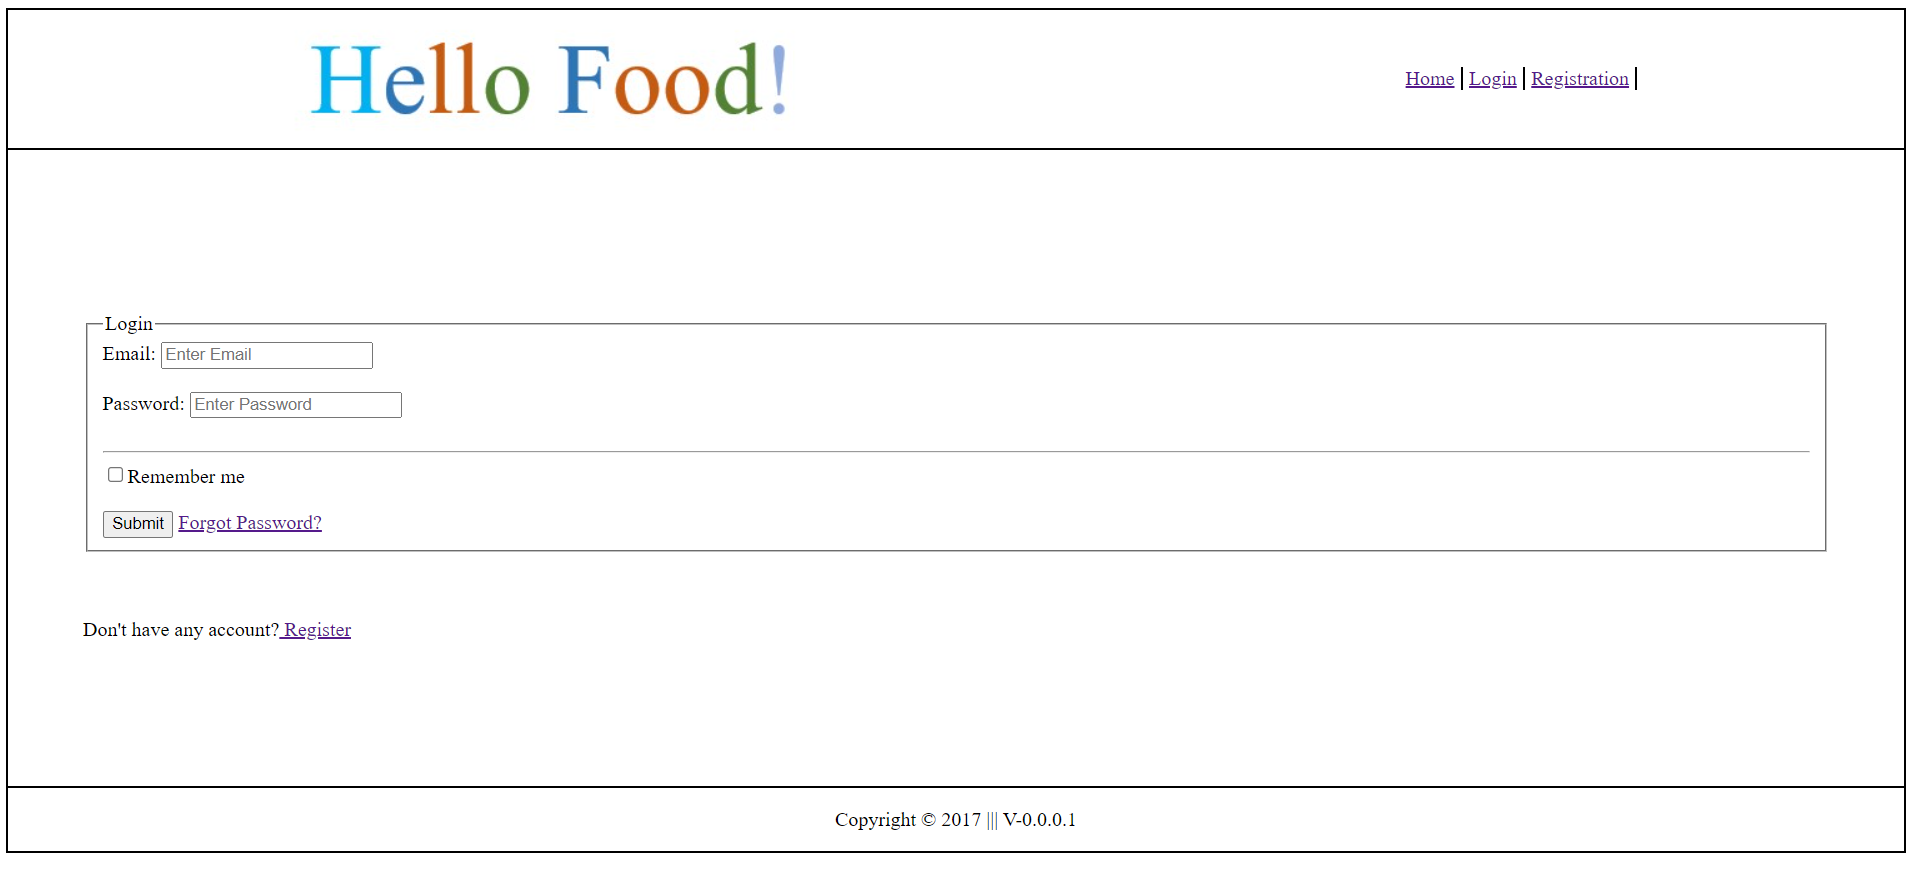 Hello Food!
Home | Login | Registration |
Login
Email: Enter Email
Password: Enter Password
Remember me
Submit Forgot Password?
Don't have any account? Register
Copyright © 2017 ||| V-0.0.0.1